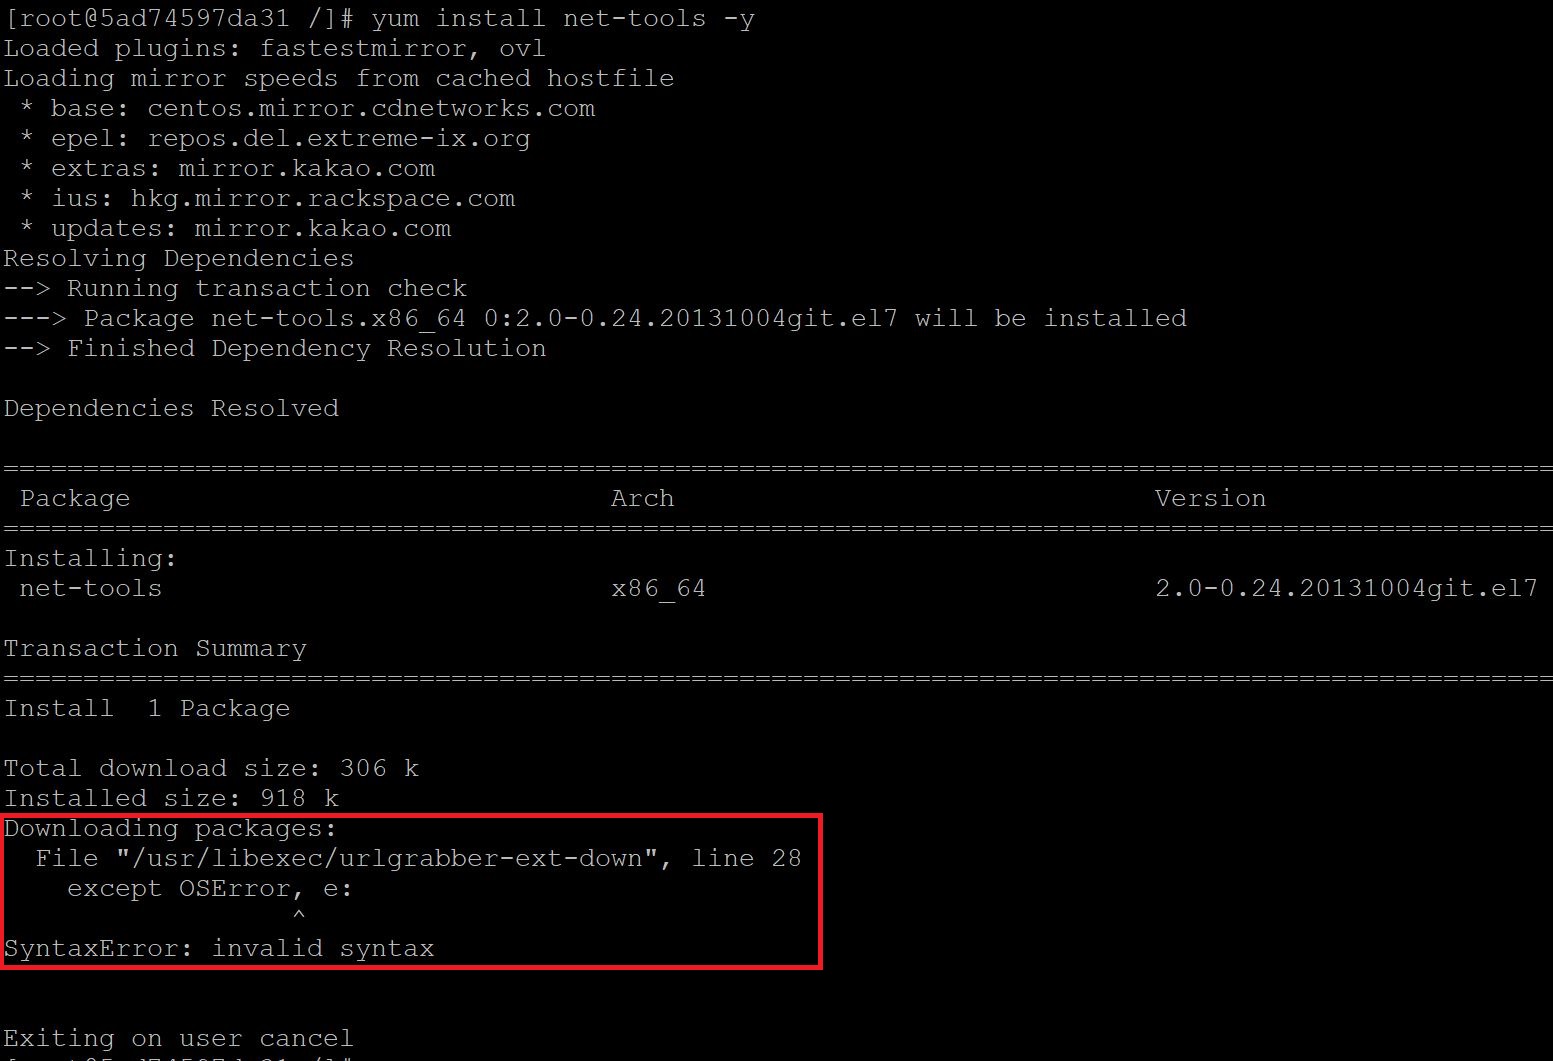 [root@5ad74597da31 /]# yum install net-tools -y
Loaded plugins: fastestmirror, ovl
Loading mirror speeds from cached hostfile
 * base: centos.mirror.cdnetworks.com
 * epel: repos.del.extreme-ix.org
 * extras: mirror.kakao.com
 * ius: hkg.mirror.rackspace.com
 * updates: mirror.kakao.com
Resolving Dependencies
--> Running transaction check
---> Package net-tools.x86_64 0:2.0-0.24.20131004git.el7 will be installed
--> Finished Dependency Resolution
Dependencies Resolved
=================================================================================================
 Package Arch Version
=================================================================================================
Installing:
 net-tools x86_64 2.0-0.24.20131004git.el7
Transaction Summary
=================================================================================================
Install  1 Package
Total download size: 306 k
Installed size: 918 k
Downloading packages:
  File "/usr/libexec/urlgrabber-ext-down", line 28
    except OSError, e:
                  ^
SyntaxError: invalid syntax
Exiting on user cancel